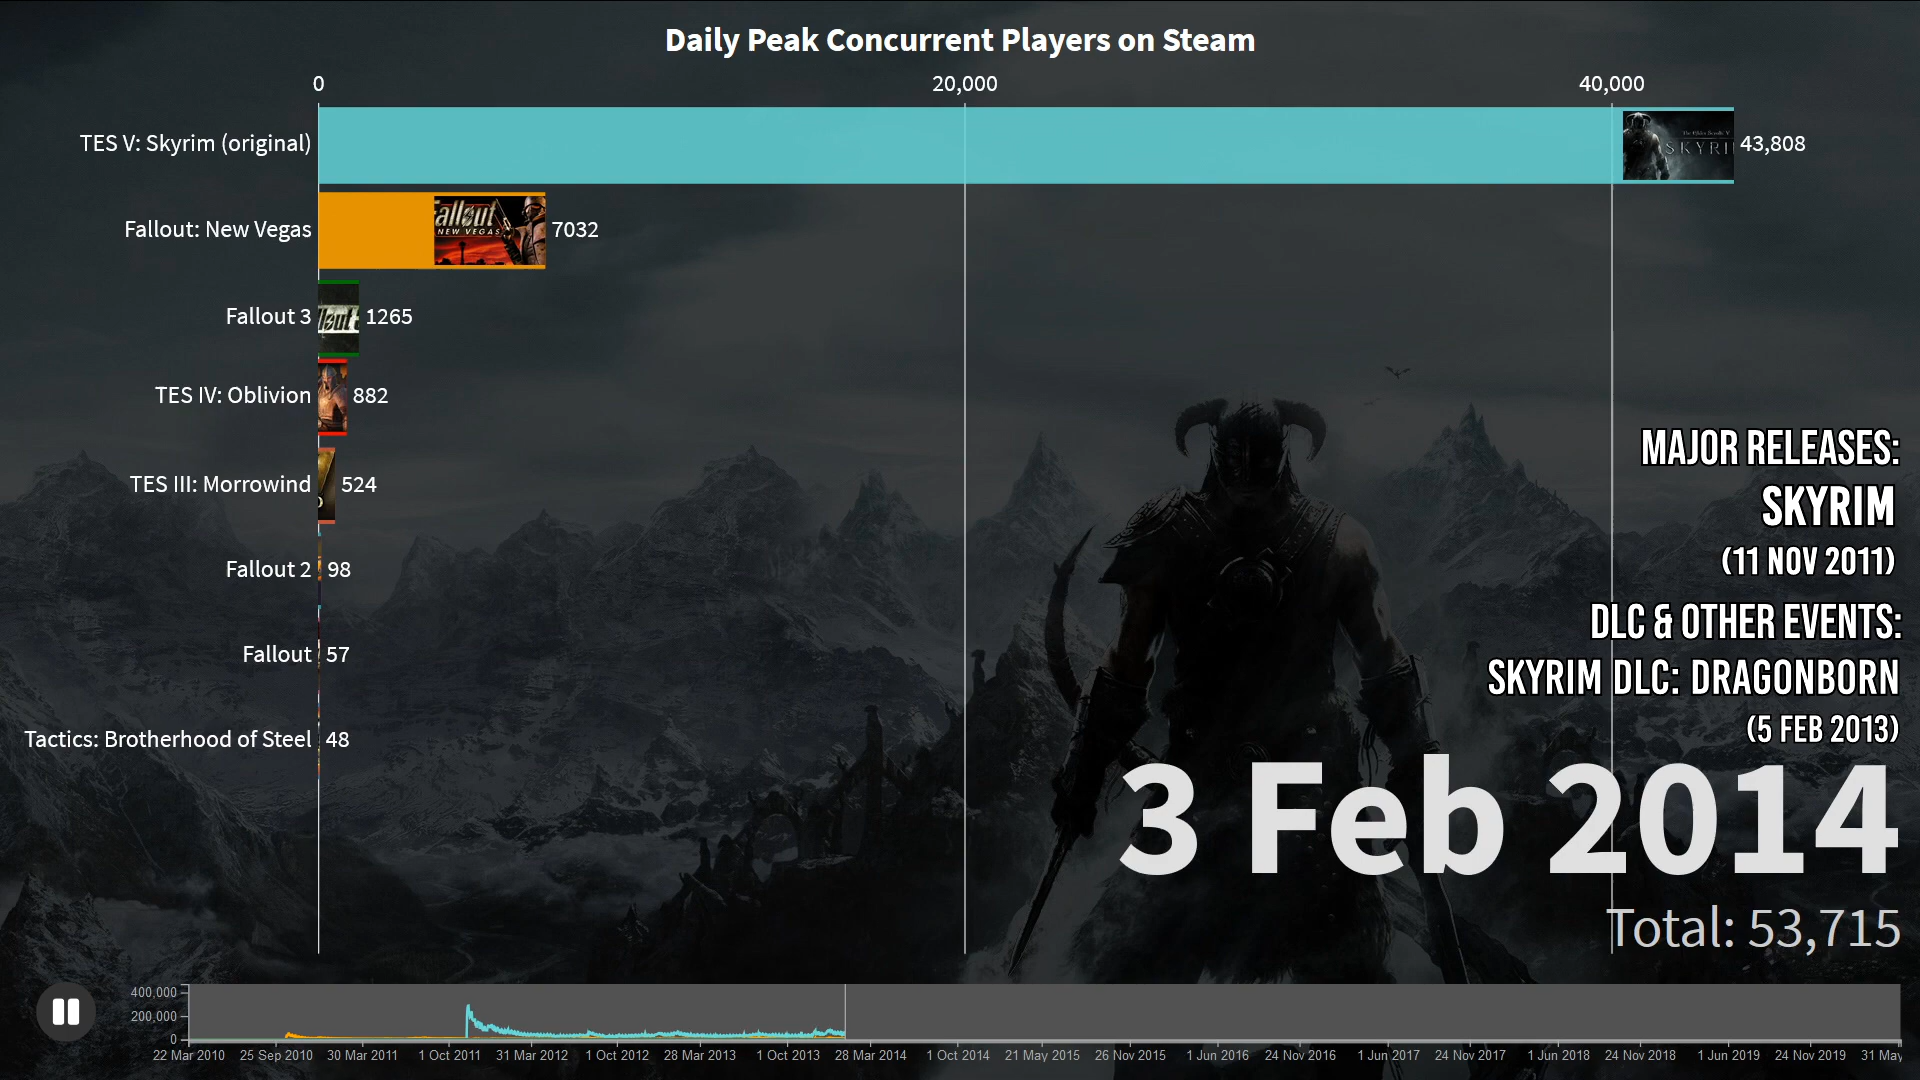 Daily Peak Concurrent Players on Steam
0 20,000 40,000
TES V: Skyrim (original) SKYRI 43,808
Fallout: New Vegas allout NEW VEGAS 7032
Fallout 3 llout 1265
TES IV: Oblivion 882
TES III: Morrowind 524
Fallout 2 98
Fallout 57
Tactics: Brotherhood of Steel 48
MAJOR RELEASES:
SKYRIM
(11 NOV 2011)
DLC & OTHER EVENTS:
SKYRIM DLC: DRAGONBORN
(5 FEB 2013)
3 Feb 2014
Total: 53,715
400,000
200,000
0
22 Mar 2010 25 Sep 2010 30 Mar 2011 1 Oct 2011 31 Mar 2012 1 Oct 2012 28 Mar 2013 1 Oct 2013 28 Mar 2014 1 Oct 2014 21 May 2015 26 Nov 2015 1 Jun 2016 24 Nov 2016 1 Jun 2017 24 Nov 2017 1 Jun 2018 24 Nov 2018 1 Jun 2019 24 Nov 2019 31 May